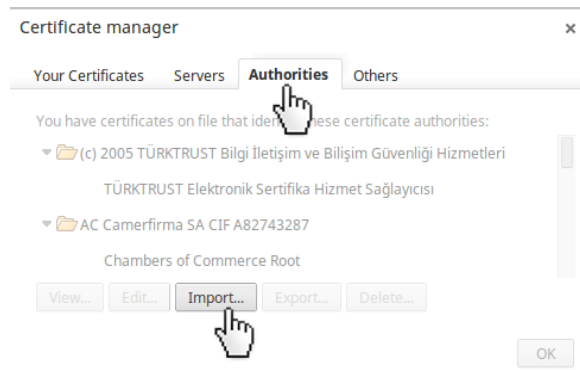 Certificate manager
Your Certificates Servers Authorities Others
You have certificates on file that these certificate authorities:
(c) 2005 TÜRKTRUST Bilgi İletişim ve Bilişim Güvenliği Hizmetleri
TÜRKTRUST Elektronik Sertifika Hizmet Sağlayıcısı
AC Camerfirma SA CIF A82743287
Chambers of Commerce Root
View... Edit... Import... Export... Delete...
OK